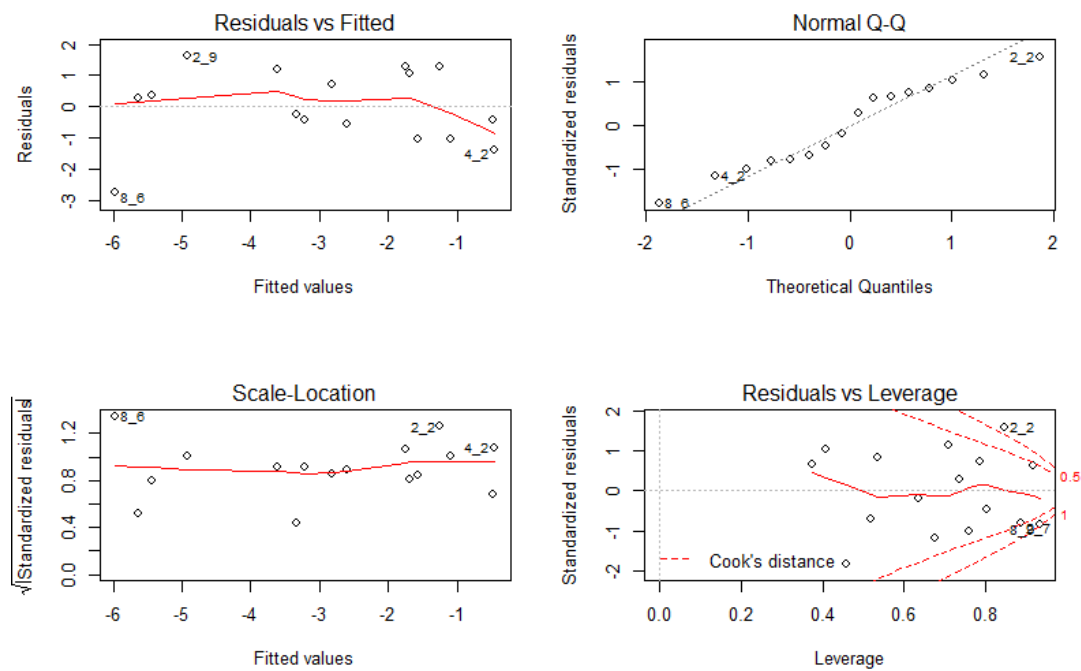 Residuals vs Fitted
Residuals
2
1
0
-1
-2
-3
2_9
4_2
8_6
-6 -5 -4 -3 -2 -1
Fitted values
Normal Q-Q
Standardized residuals
1
0
-1
2_2
4_2
8_6
-2 -1 0 1 2
Theoretical Quantiles
Scale-Location
√|Standardized residuals|
1.2
0.8
0.4
0.0
8_6
2_2
4_2
-6 -5 -4 -3 -2 -1
Fitted values
Residuals vs Leverage
Standardized residuals
2
1
0
-1
-2
2_2
0.5
1
Cook's distance
0.0 0.2 0.4 0.6 0.8
Leverage